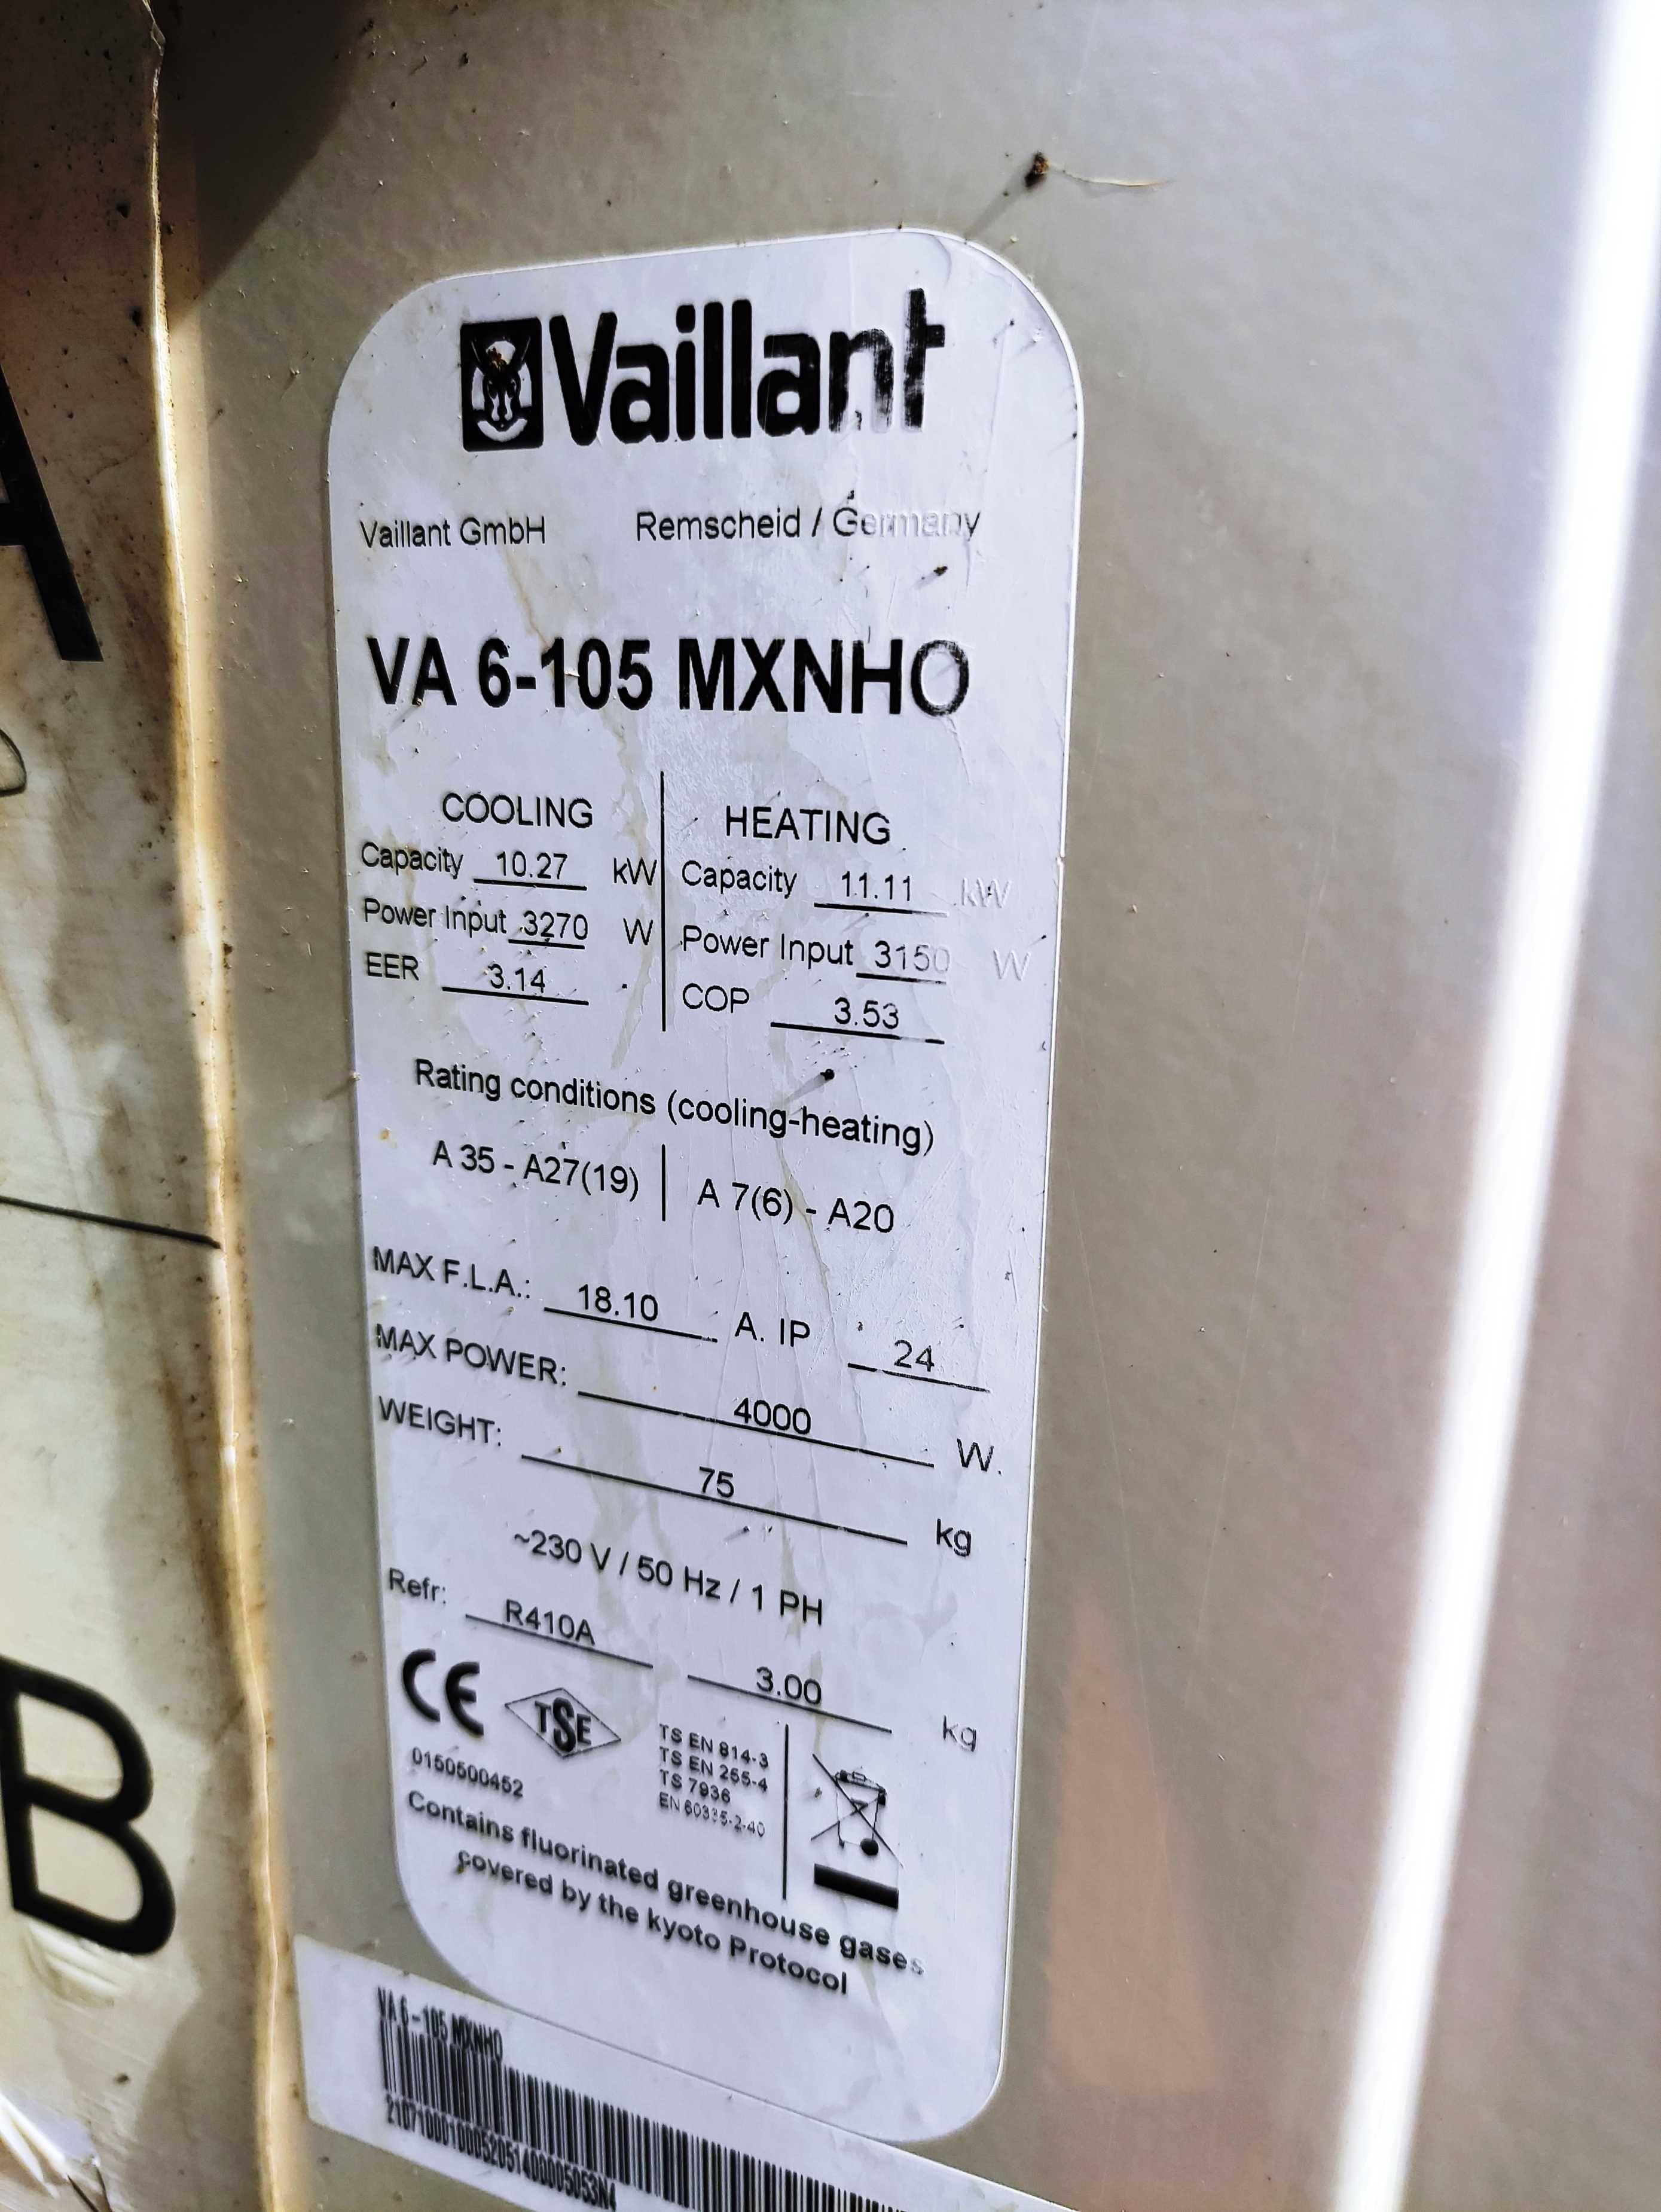 Vaillant
Vaillant GmbH Remscheid / Germany
VA 6-105 MXNHO
COOLING
Capacity 10.27 kW
Power Input 3270 W
EER 3.14
HEATING
Capacity 11.11 kW
Power Input 3150 W
COP 3.53
Rating conditions (cooling-heating)
A 35 - A27(19) | A 7(6) - A20
MAX F.L.A.: 18.10 A. IP 24
MAX POWER: 4000 W.
WEIGHT: 75 kg
~230 V / 50 Hz / 1 PH
Refr: R410A 3.00 kg
CE TSE
0150500452
TS EN 814-3
TS EN 255-4
TS 7936
EN 60335-2-40
Contains fluorinated greenhouse gases
covered by the kyoto Protocol
VA 6-105 MXNHO
A
B